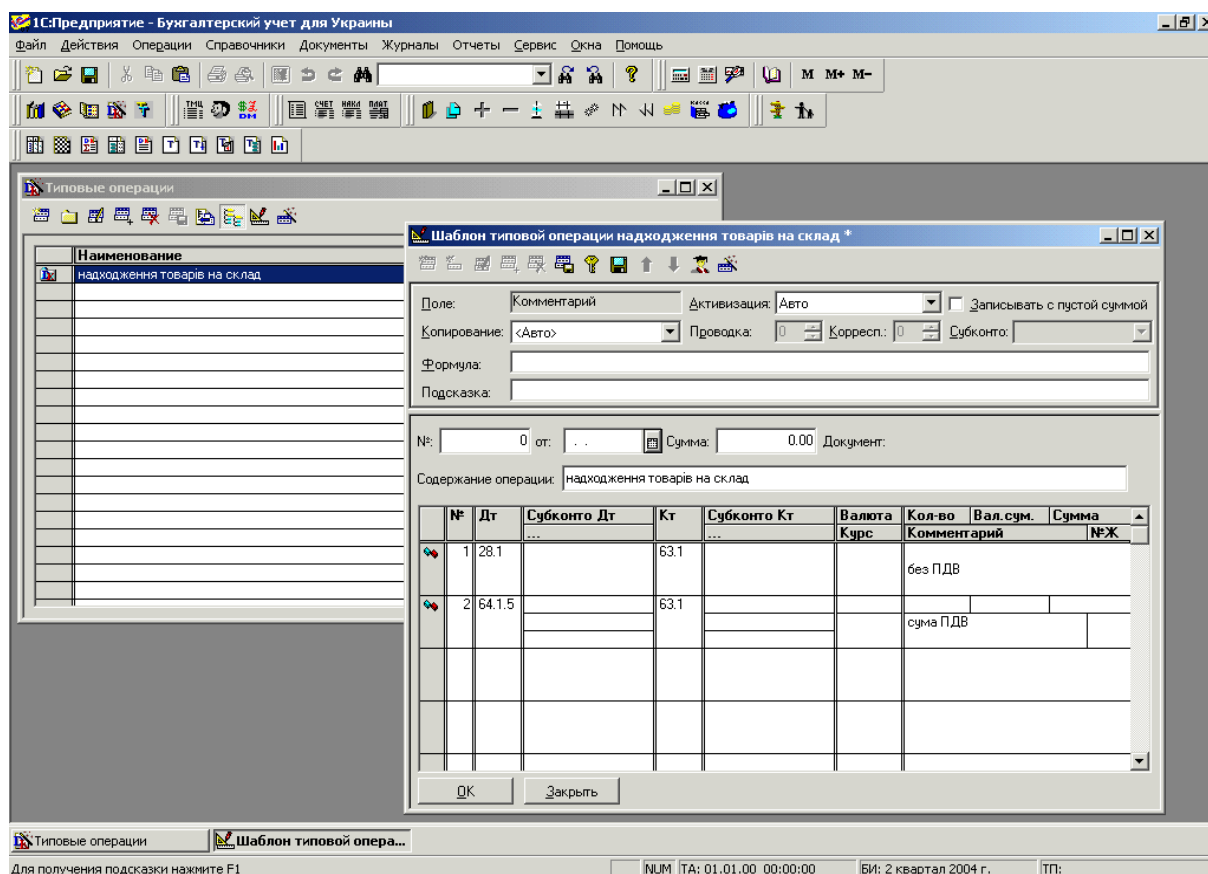 1С:Предприятие - Бухгалтерский учет для Украины
Файл Действия Операции Справочники Документы Журналы Отчеты Сервис Окна Помощь
М М+ М-
Типовые операции
Наименование
надходження товарів на склад
Шаблон типовой операции надходження товарів на склад *
Поле: Комментарий Активизация: Авто Записывать с пустой суммой
Копирование: <Авто> Проводка: 0 Корресп.: 0 Субконто:
Формула:
Подсказка:
№: 0 от: . . Сумма: 0.00 Документ:
Содержание операции: надходження товарів на склад
№ Дт Субконто Дт Кт Субконто Кт Валюта Кол-во Вал.сум. Сумма
... ... Курс Комментарий №Ж
1 28.1 63.1
без ПДВ
2 64.1.5 63.1
сума ПДВ
OK Закрыть
Типовые операции Шаблон типовой опера...
Для получения подсказки нажмите F1 NUM ТА: 01.01.00 00:00:00 БИ: 2 квартал 2004 г. ТП: